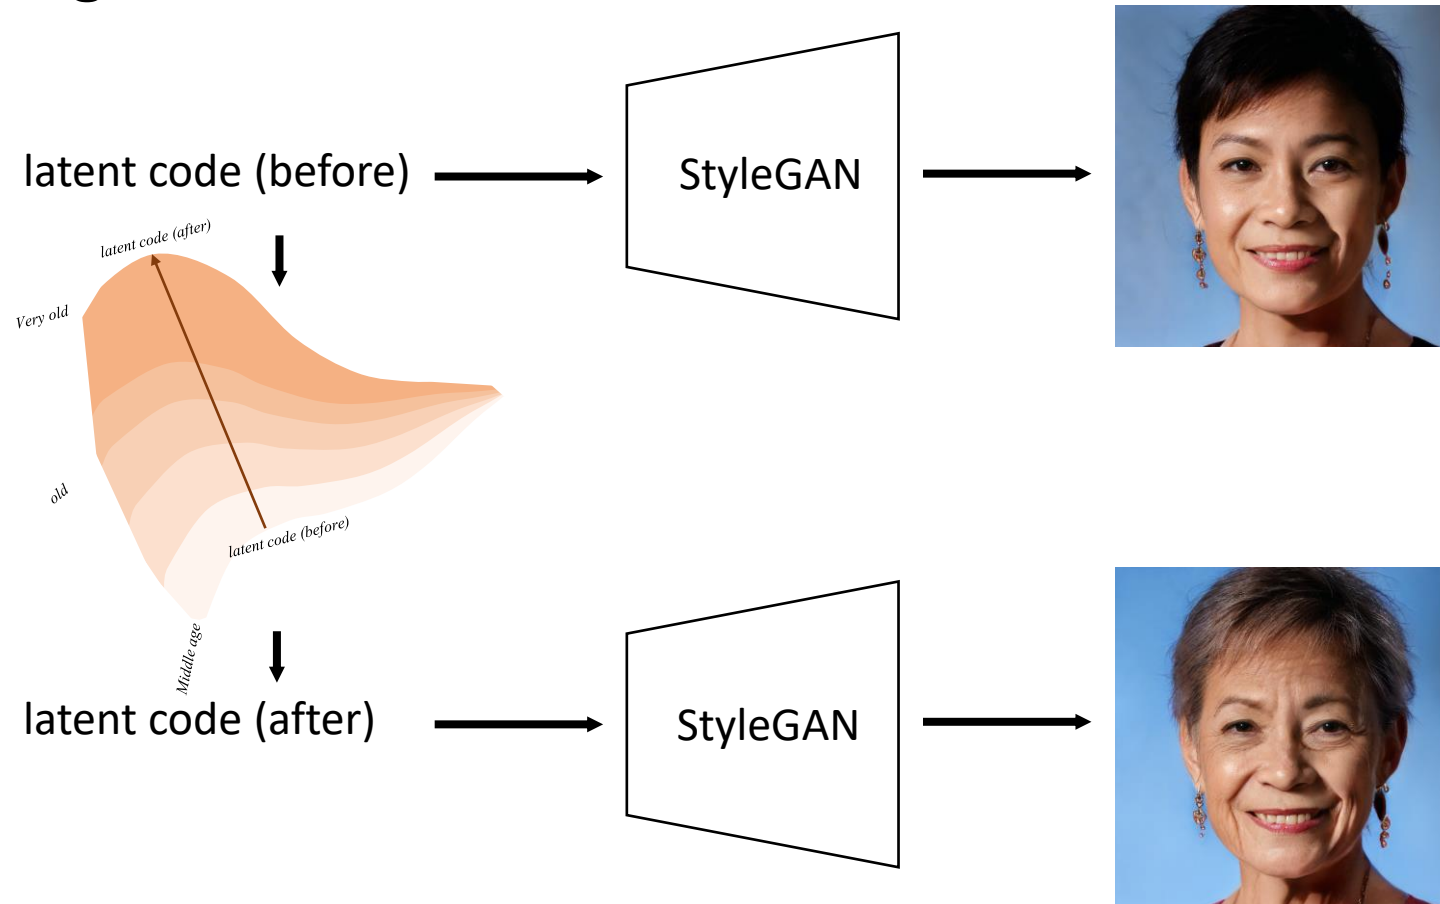 latent code (before)
StyleGAN
latent code (after)
Very old
old
latent code (before)
Middle age
latent code (after)
StyleGAN